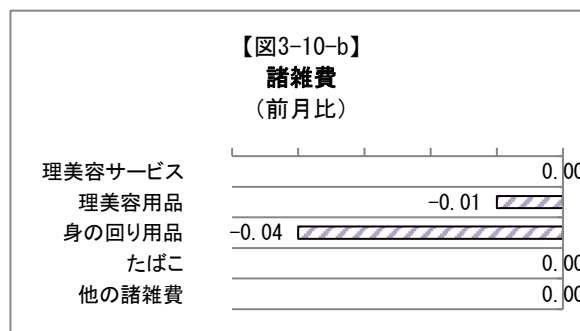 【図3-10-b】
諸雑費
（前月比）
理美容サービス 0.00
理美容用品 -0.01
身の回り用品 -0.04
たばこ 0.00
他の諸雑費 0.00